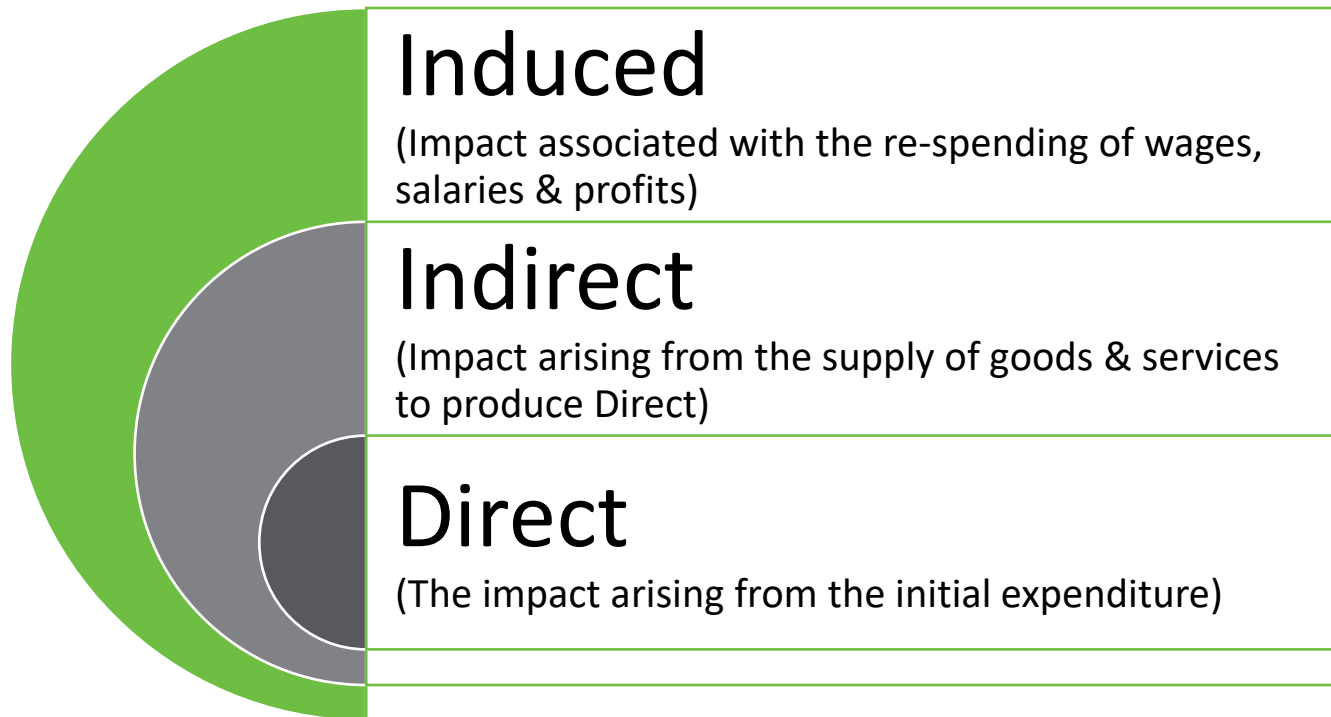 Induced
(Impact associated with the re-spending of wages,
salaries & profits)
Indirect
(Impact arising from the supply of goods & services
to produce Direct)
Direct
(The impact arising from the initial expenditure)